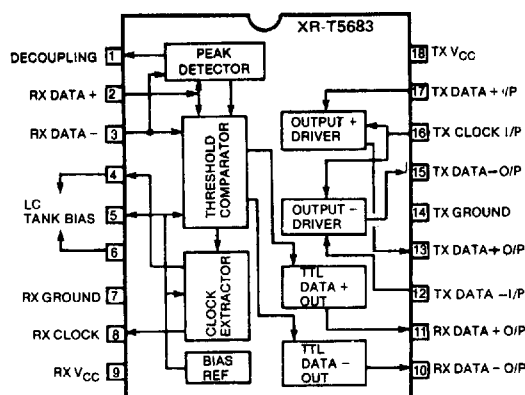 XR-T5683
DECOUPLING 1
RX DATA + 2
RX DATA - 3
4
LC
TANK BIAS
5
6
RX GROUND 7
RX CLOCK 8
RX VCC 9
PEAK
DETECTOR
THRESHOLD
COMPARATOR
CLOCK
EXTRACTOR
BIAS
REF
OUTPUT +
DRIVER
OUTPUT -
DRIVER
TTL
DATA +
OUT
TTL
DATA -
OUT
18 TX VCC
17 TX DATA + I/P
16 TX CLOCK I/P
15 TX DATA - O/P
14 TX GROUND
13 TX DATA + O/P
12 TX DATA - I/P
11 RX DATA + O/P
10 RX DATA - O/P